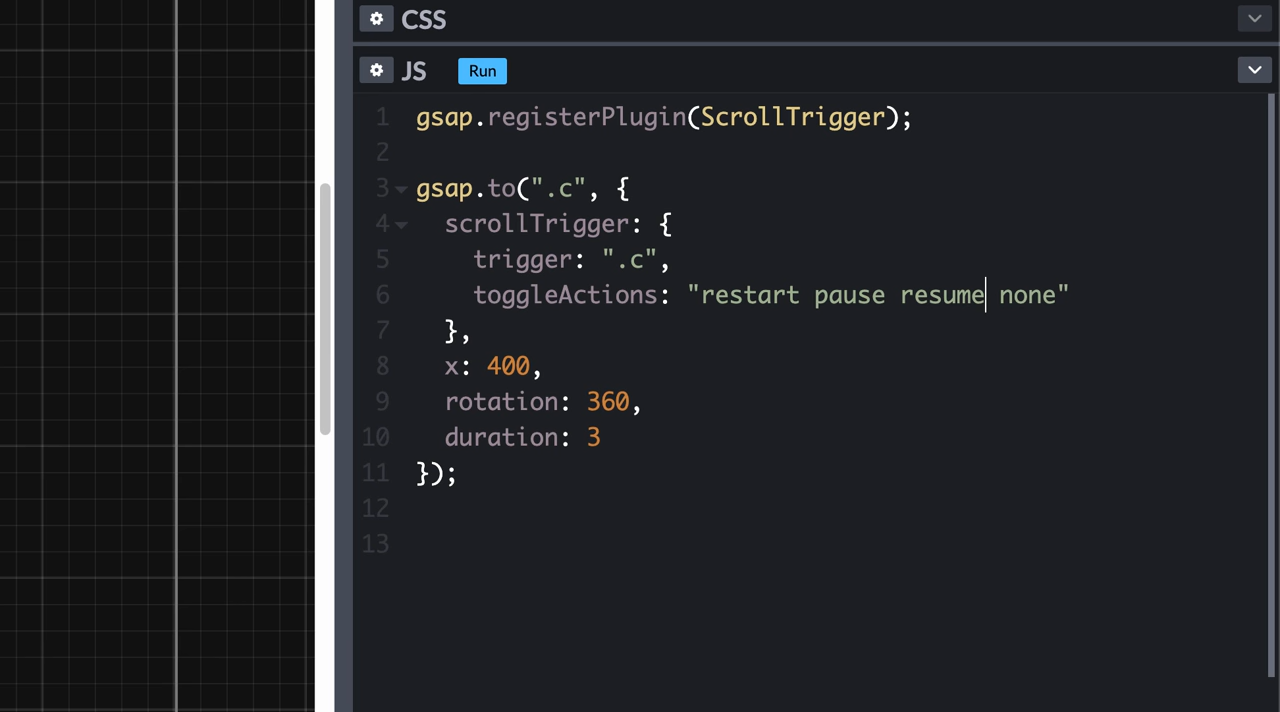 CSS
JS Run
1 gsap.registerPlugin(ScrollTrigger);
2
3 gsap.to(".c", {
4 scrollTrigger: {
5 trigger: ".c",
6 toggleActions: "restart pause resume none"
7 },
8 x: 400,
9 rotation: 360,
10 duration: 3
11 });
12
13